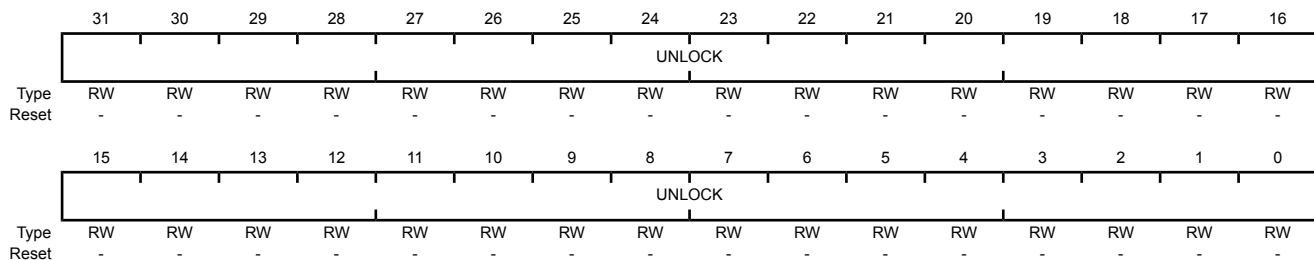 31 30 29 28 27 26 25 24 23 22 21 20 19 18 17 16
UNLOCK
Type RW RW RW RW RW RW RW RW RW RW RW RW RW RW RW RW
Reset - - - - - - - - - - - - - - - -
15 14 13 12 11 10 9 8 7 6 5 4 3 2 1 0
UNLOCK
Type RW RW RW RW RW RW RW RW RW RW RW RW RW RW RW RW
Reset - - - - - - - - - - - - - - - -